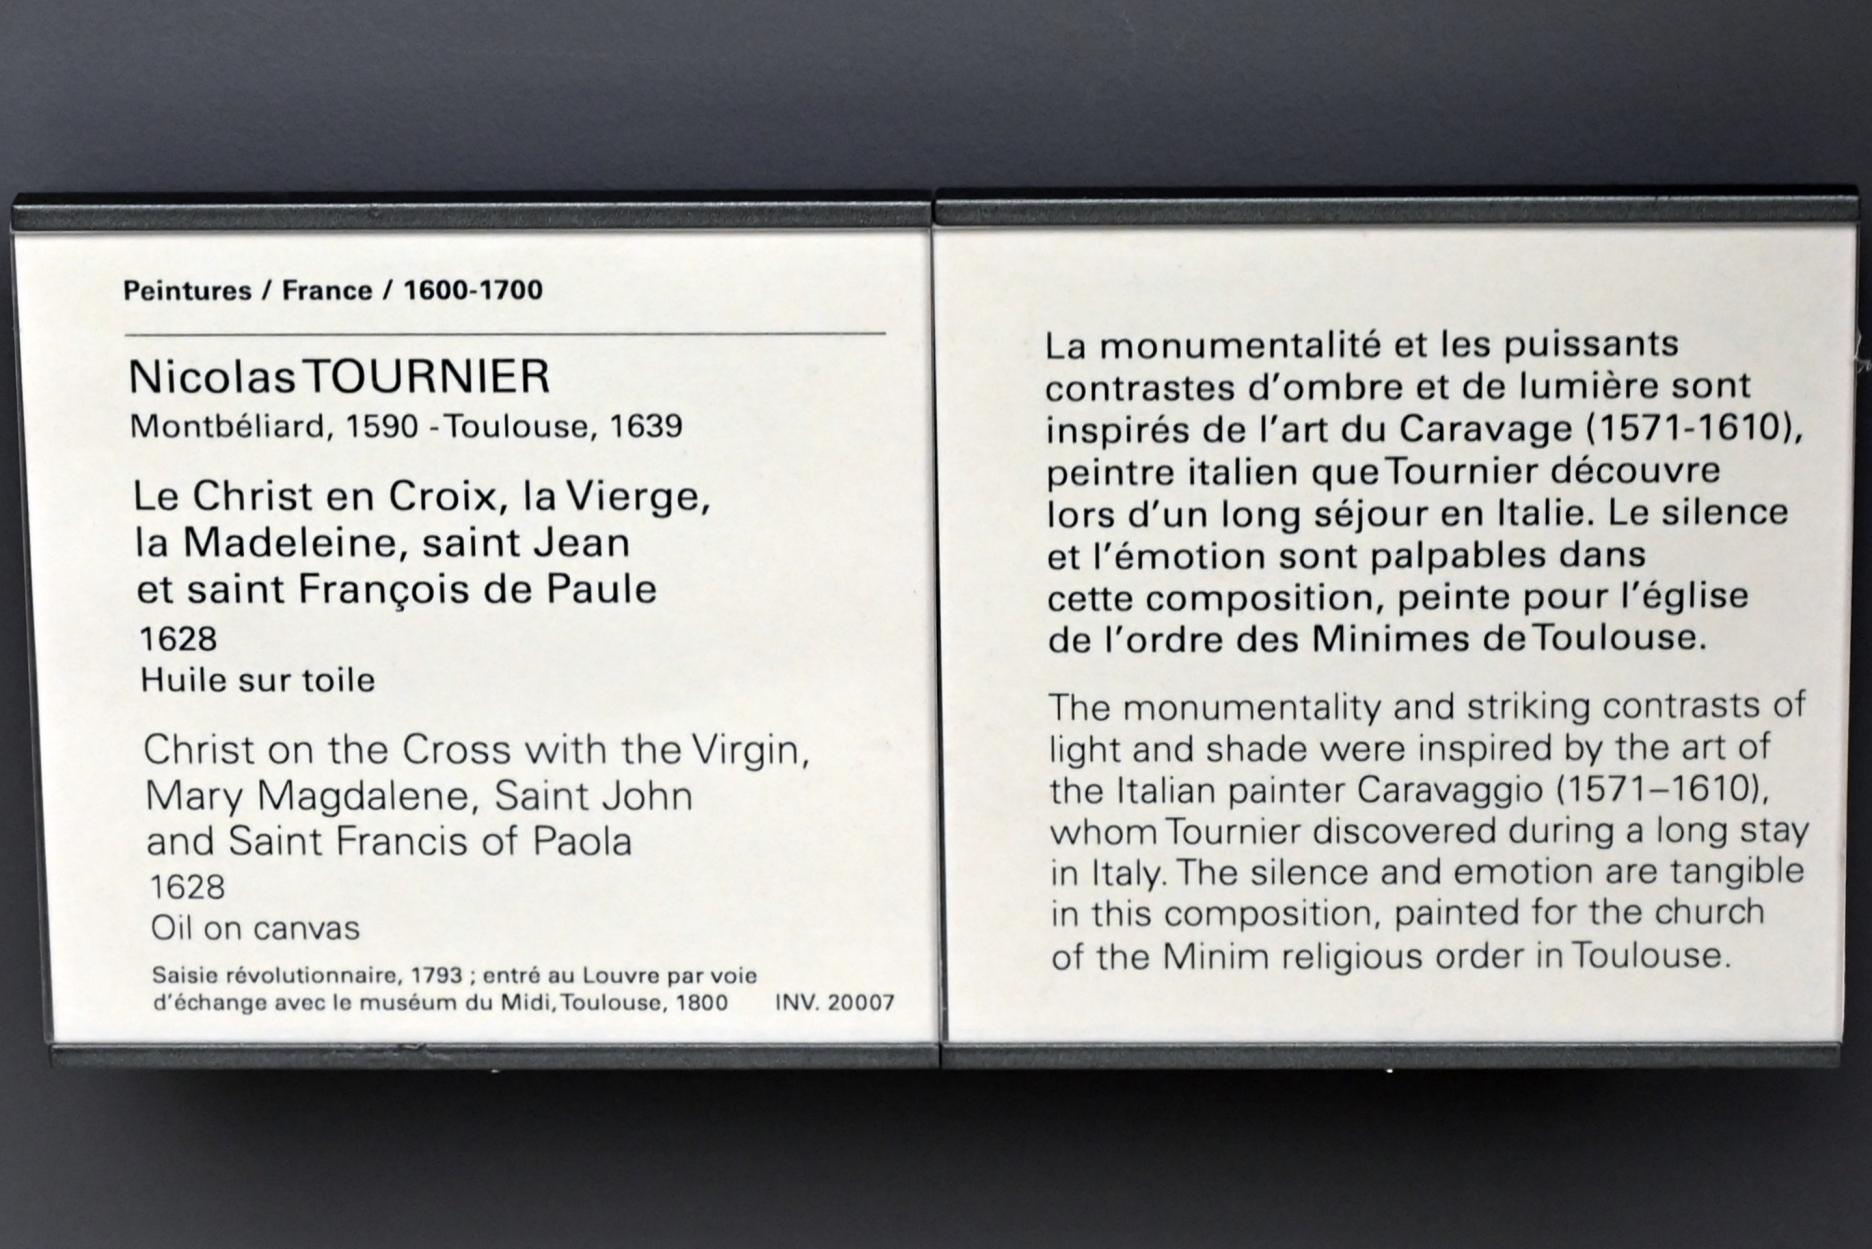 Peintures / France / 1600-1700
Nicolas TOURNIER
Montbéliard, 1590 - Toulouse, 1639
Le Christ en Croix, la Vierge,
la Madeleine, saint Jean
et saint François de Paule
1628
Huile sur toile
Christ on the Cross with the Virgin,
Mary Magdalene, Saint John
and Saint Francis of Paola
1628
Oil on canvas
Saisie révolutionnaire, 1793 ; entré au Louvre par voie
d'échange avec le muséum du Midi, Toulouse, 1800 INV. 20007
La monumentalité et les puissants
contrastes d'ombre et de lumière sont
inspirés de l'art du Caravage (1571-1610),
peintre italien que Tournier découvre
lors d'un long séjour en Italie. Le silence
et l'émotion sont palpables dans
cette composition, peinte pour l'église
de l'ordre des Minimes de Toulouse.
The monumentality and striking contrasts of
light and shade were inspired by the art of
the Italian painter Caravaggio (1571–1610),
whom Tournier discovered during a long stay
in Italy. The silence and emotion are tangible
in this composition, painted for the church
of the Minim religious order in Toulouse.